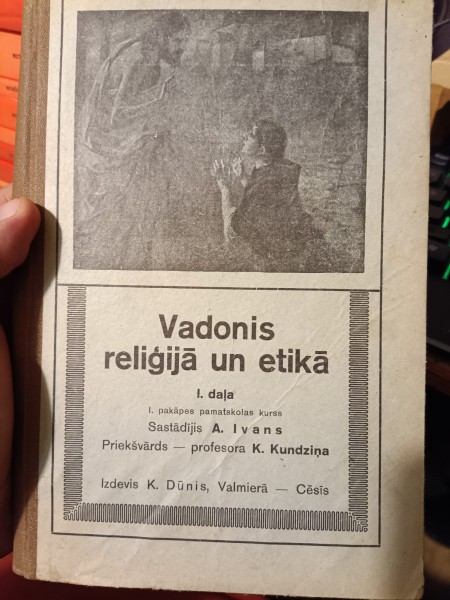 Vadonis
reliģijā un etikā
I. daļa
I. pakāpes pamatskolas kurss
Sastādījis A. Ivans
Priekšvārds — profesora K. Kundziņa
Izdevis K. Dūnis, Valmierā — Cēsīs